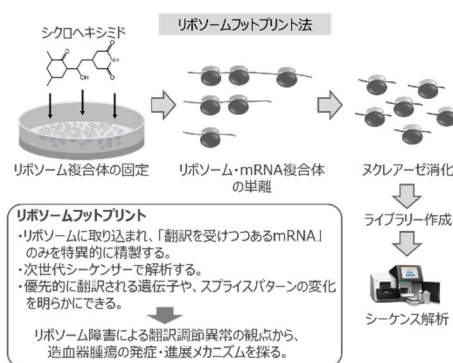 リボソームフットプリント法
シクロヘキシミド
O
O
NH
OH
O
リボソーム複合体の固定
リボソーム・mRNA複合体
の単離
ヌクレアーゼ消化
ライブラリー作成
シーケンス解析
リボソームフットプリント
・リボソームに取り込まれ、「翻訳を受けつつあるmRNA」
のみを特異的に精製する。
・次世代シーケンサーで解析する。
・優先的に翻訳される遺伝子や、スプライスパターンの変化
を明らかにできる。
リボソーム障害による翻訳調節異常の観点から、
造血器腫瘍の発症・進展メカニズムを探る。